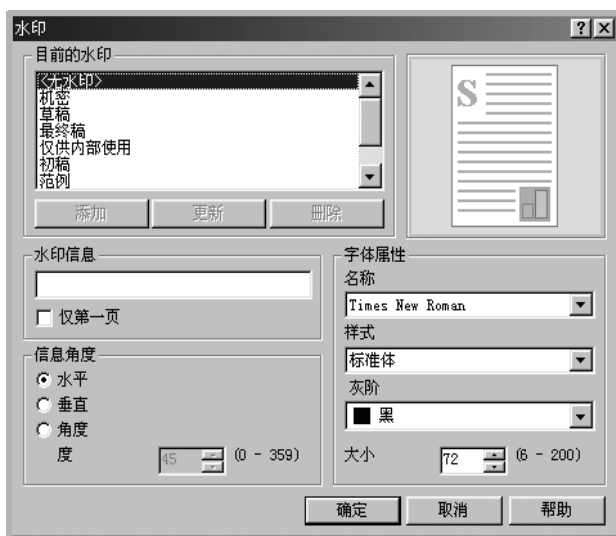 水印
目前的水印
<无水印>
机密
草稿
最终稿
仅供内部使用
初稿
范例
添加 更新 删除
S
水印信息
仅第一页
信息角度
水平
垂直
角度
度 45 (0 - 359)
字体属性
名称
Times New Roman
样式
标准体
灰阶
黑
大小 72 (6 - 200)
确定 取消 帮助